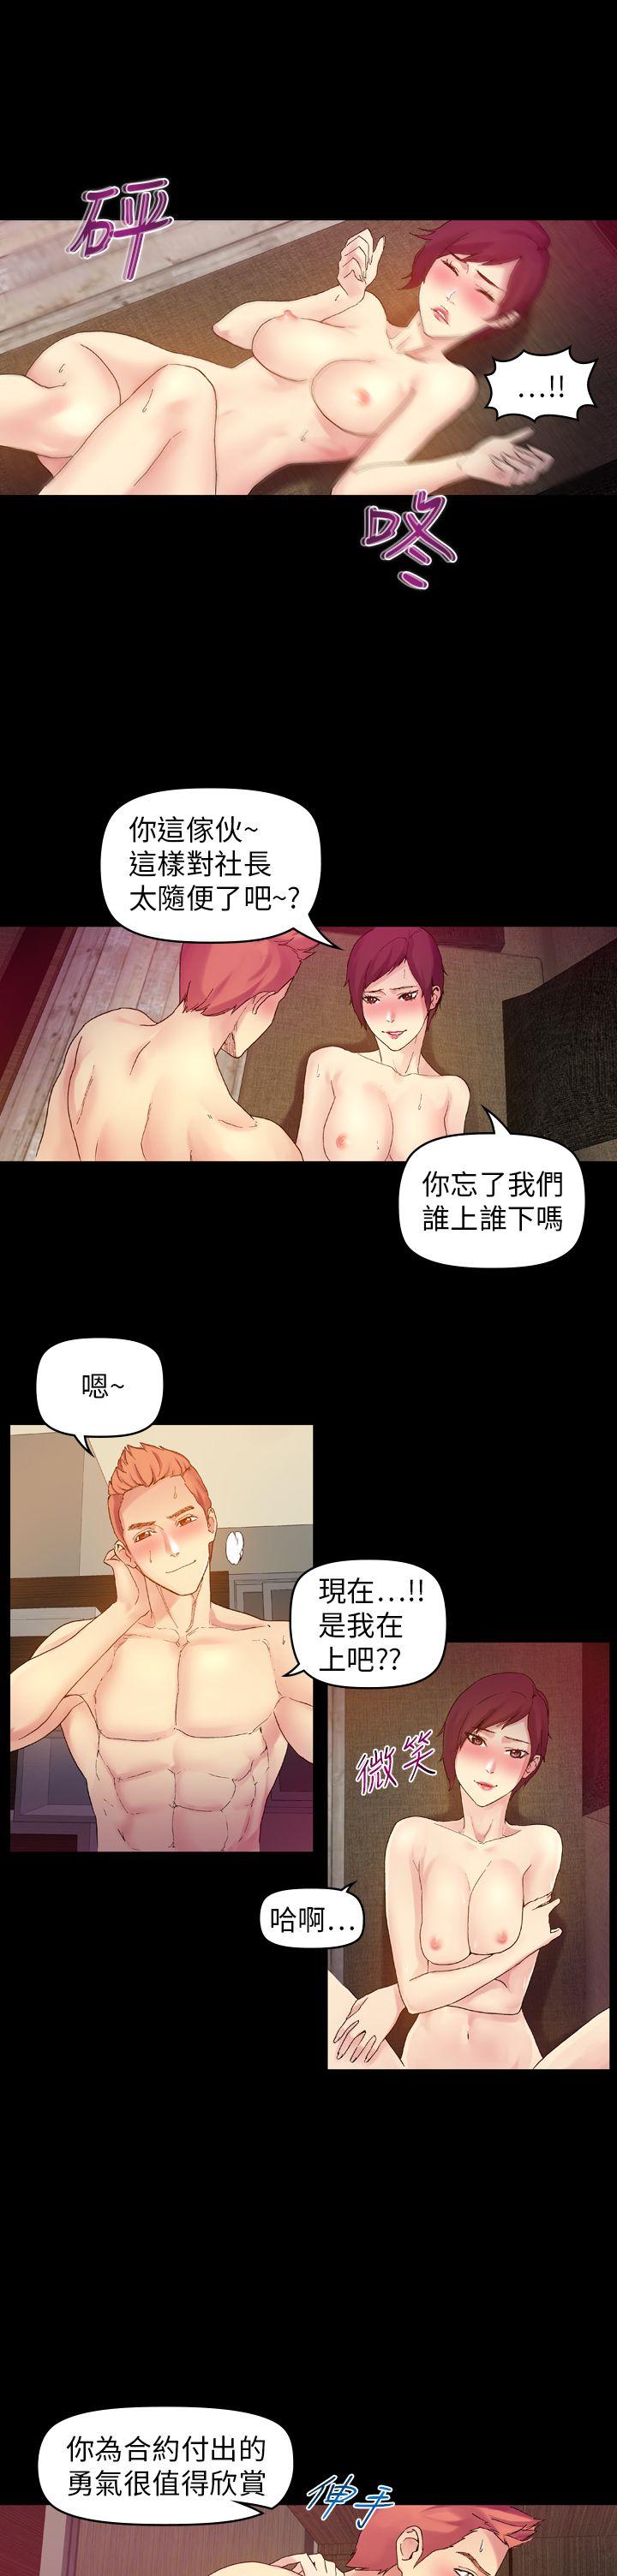 砰
...!!
咚
你這傢伙~
這樣對社長
太隨便了吧~?
你忘了我們
誰上誰下嗎
嗯~
現在...!!
是我在
上吧??
微笑
哈啊...
你為合約付出的
勇氣很值得欣賞
伸手